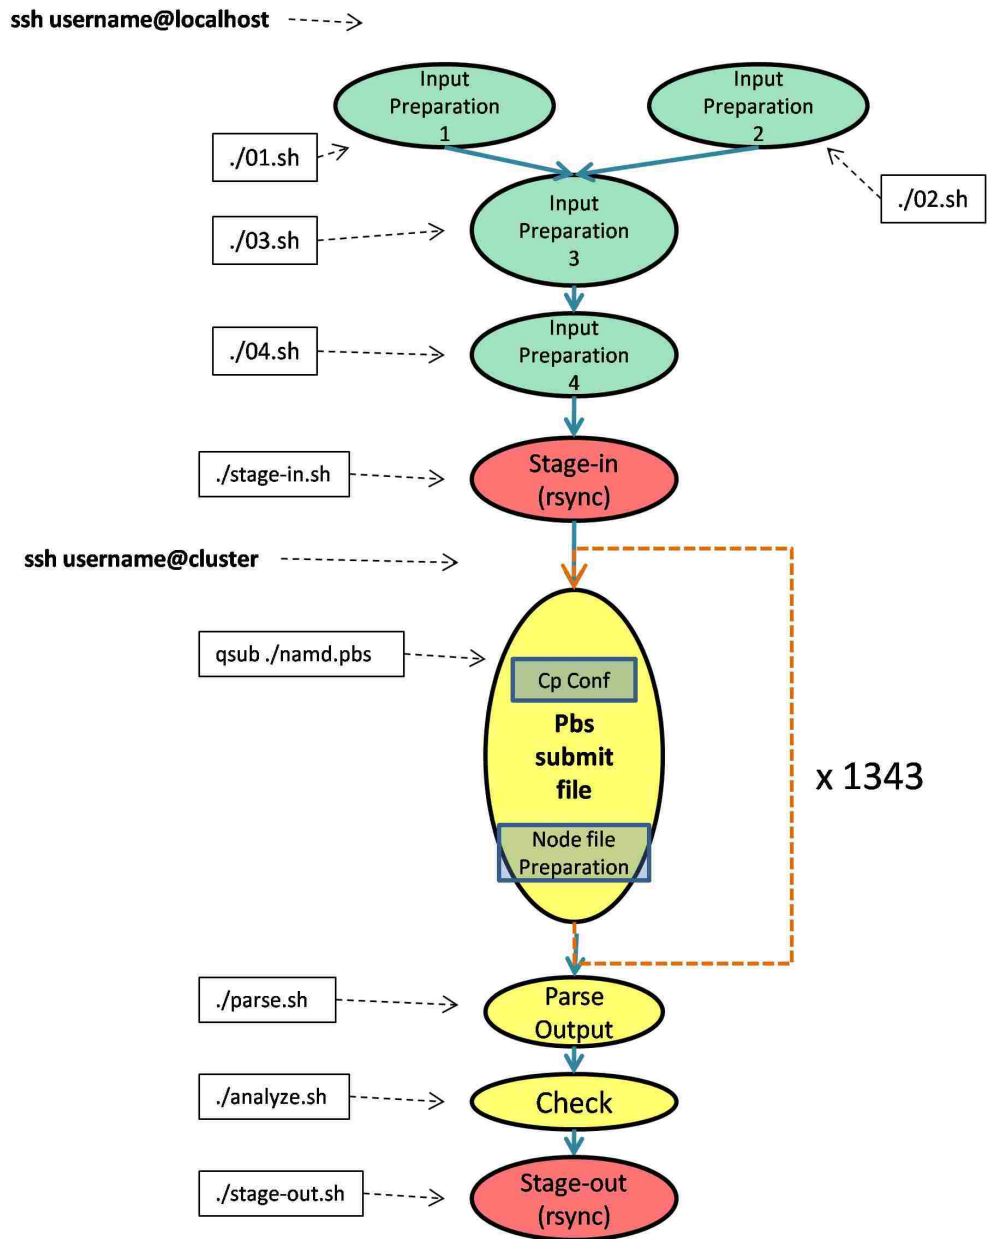 ssh username@localhost
Input
Preparation
1
Input
Preparation
2
./01.sh
./02.sh
./03.sh
Input
Preparation
3
./04.sh
Input
Preparation
4
./stage-in.sh
Stage-in
(rsync)
ssh username@cluster
qsub ./namd.pbs
Cp Conf
Pbs
submit
file
x 1343
Node file
Preparation
./parse.sh
Parse
Output
./analyze.sh
Check
./stage-out.sh
Stage-out
(rsync)